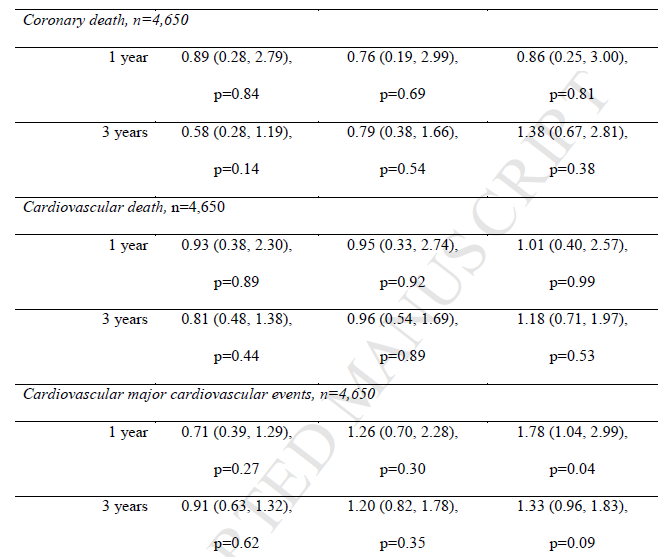 Coronary death, n=4,650
1 year 0.89 (0.28, 2.79), 0.76 (0.19, 2.99), 0.86 (0.25, 3.00),
p=0.84 p=0.69 p=0.81
3 years 0.58 (0.28, 1.19), 0.79 (0.38, 1.66), 1.38 (0.67, 2.81),
p=0.14 p=0.54 p=0.38
Cardiovascular death, n=4,650
1 year 0.93 (0.38, 2.30), 0.95 (0.33, 2.74), 1.01 (0.40, 2.57),
p=0.89 p=0.92 p=0.99
3 years 0.81 (0.48, 1.38), 0.96 (0.54, 1.69), 1.18 (0.71, 1.97),
p=0.44 p=0.89 p=0.53
Cardiovascular major cardiovascular events, n=4,650
1 year 0.71 (0.39, 1.29), 1.26 (0.70, 2.28), 1.78 (1.04, 2.99),
p=0.27 p=0.30 p=0.04
3 years 0.91 (0.63, 1.32), 1.20 (0.82, 1.78), 1.33 (0.96, 1.83),
p=0.62 p=0.35 p=0.09
PTED MANUSCRIPT